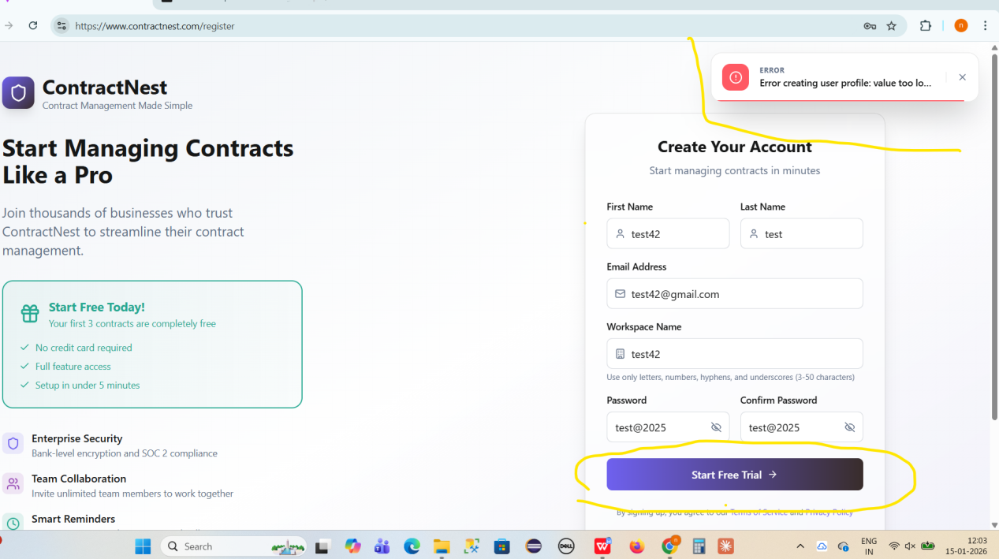 https://www.contractnest.com/register
n
ContractNest
Contract Management Made Simple
ERROR
Error creating user profile: value too lo...
Start Managing Contracts
Like a Pro
Join thousands of businesses who trust
ContractNest to streamline their contract
management.
Start Free Today!
Your first 3 contracts are completely free
No credit card required
Full feature access
Setup in under 5 minutes
Enterprise Security
Bank-level encryption and SOC 2 compliance
Team Collaboration
Invite unlimited team members to work together
Smart Reminders
Create Your Account
Start managing contracts in minutes
First Name
Last Name
test42
test
Email Address
test42@gmail.com
Workspace Name
test42
Use only letters, numbers, hyphens, and underscores (3-50 characters)
Password
Confirm Password
test@2025
test@2025
Start Free Trial
By signing up, you agree to our Terms of Service and Privacy Policy
Search
DELL
W
n
ENG
IN
12:03
15-01-2026